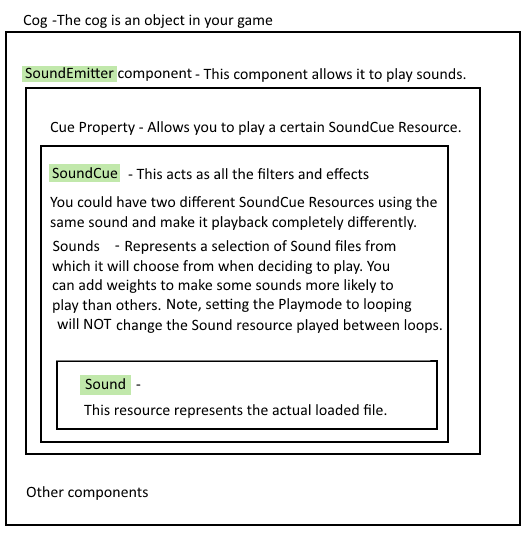 Cog -The cog is an object in your game
SoundEmitter component - This component allows it to play sounds.
Cue Property - Allows you to play a certain SoundCue Resource.
SoundCue - This acts as all the filters and effects
You could have two different SoundCue Resources using the
same sound and make it playback completely differently.
Sounds - Represents a selection of Sound files from
which it will choose from when deciding to play. You
can add weights to make some sounds more likely to
play than others. Note, setting the Playmode to looping
will NOT change the Sound resource played between loops.
Sound -
This resource represents the actual loaded file.
Other components